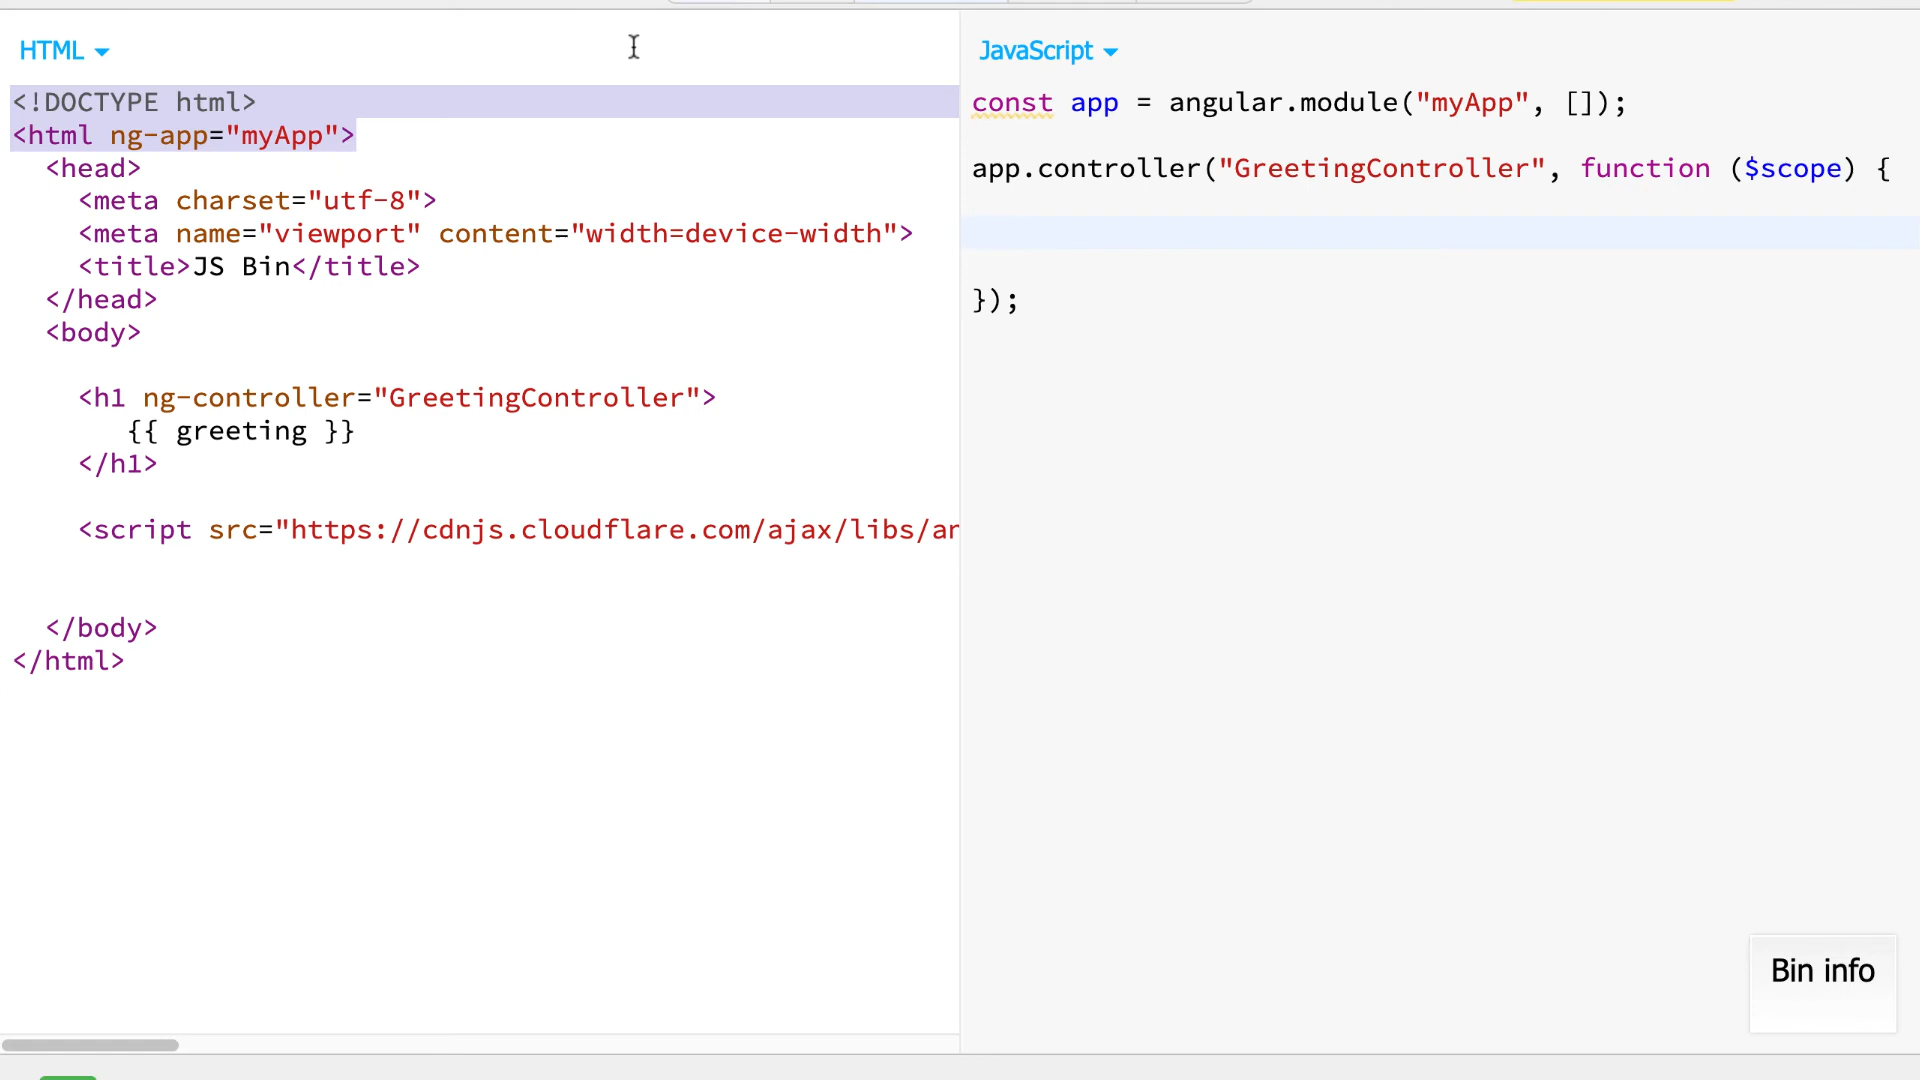 HTML
<!DOCTYPE html>
<html ng-app="myApp">
<head>
<meta charset="utf-8">
<meta name="viewport" content="width=device-width">
<title>JS Bin</title>
</head>
<body>
<h1 ng-controller="GreetingController">
{{ greeting }}
</h1>
<script src="https://cdnjs.cloudflare.com/ajax/libs/an
</body>
</html>
JavaScript
const app = angular.module("myApp", []);
app.controller("GreetingController", function ($scope) {
});
Bin info